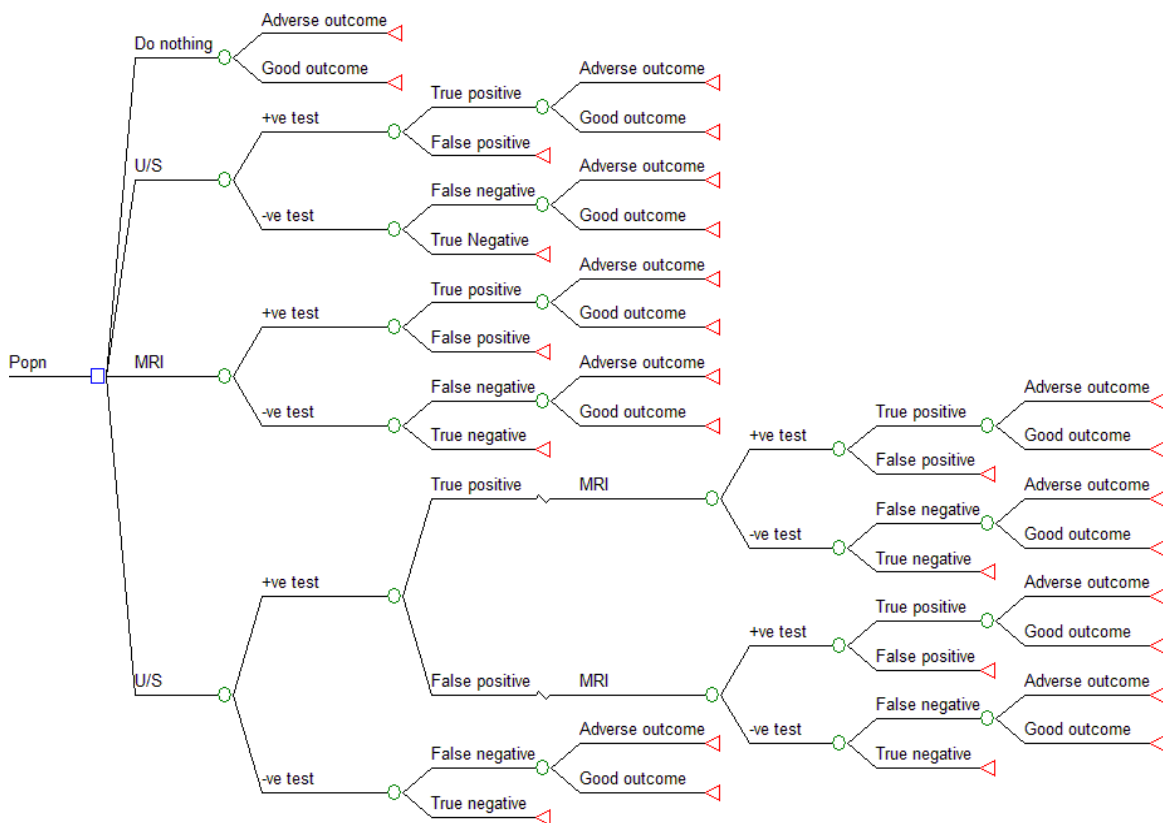 Adverse outcome
Do nothing
Good outcome
Adverse outcome
True positive
+ve test
Good outcome
False positive
U/S
Adverse outcome
False negative
-ve test
Good outcome
True Negative
Adverse outcome
True positive
+ve test
Good outcome
False positive
Popn
MRI
Adverse outcome
False negative
-ve test
Good outcome
True negative
Adverse outcome
True positive
+ve test
Good outcome
False positive
True positive
MRI
Adverse outcome
False negative
-ve test
Good outcome
True negative
+ve test
Adverse outcome
True positive
+ve test
Good outcome
False positive
U/S
False positive
MRI
Adverse outcome
False negative
-ve test
Good outcome
True negative
Adverse outcome
False negative
-ve test
Good outcome
True negative